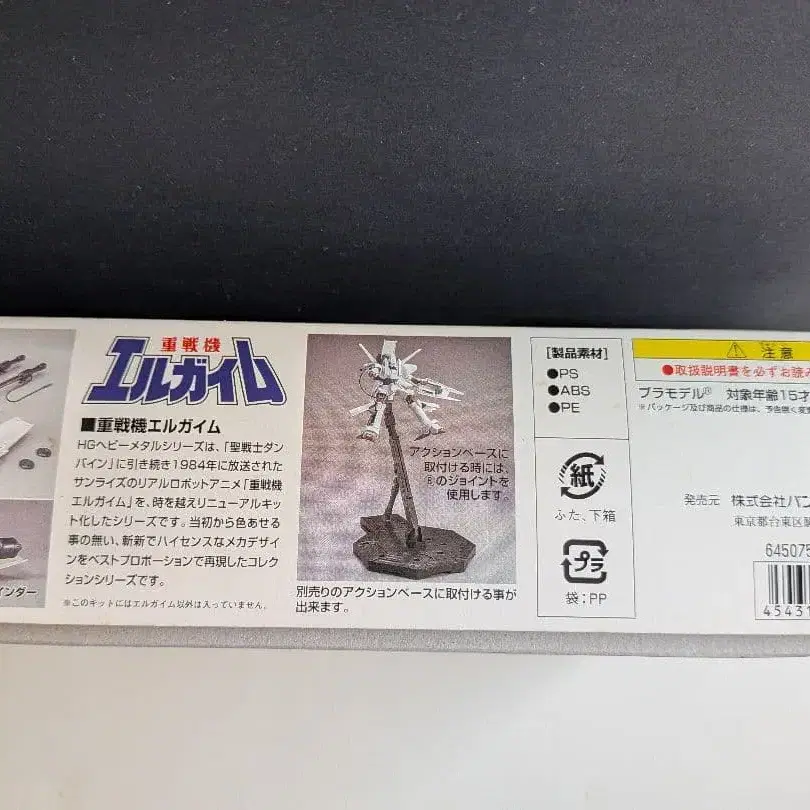 重戦機
エルガイム
■重戦機エルガイム
HGヘビーメタルシリーズは、「聖戦士ダン
バイン」に引き続き1984年に放送された
サンライズのリアルロボットアニメ「重戦機
エルガイム」を、時を越えリニューアルキッ
ト化したシリーズです。当初から色あせる
事の無い、斬新でハイセンスなメカデザイ
ンをベストプロポーションで再現したコレク
ションシリーズです。
※このキットにはエルガイム以外は入っていません。
インダー
アクションベースに
取付ける時には、
®のジョイントを
使用します。
別売りのアクションベースに取付ける事が
出来ます。
[製品素材]
●PS
●ABS
●PE
紙
ふた、下箱
プラ
袋:PP
注意
●取扱説明書を必ずお読み
プラモデル® 対象年齢15才
※パッケージ及び商品の仕様は、予告無く変更
発売元 株式会社バン
東京都台東区
645075
45431